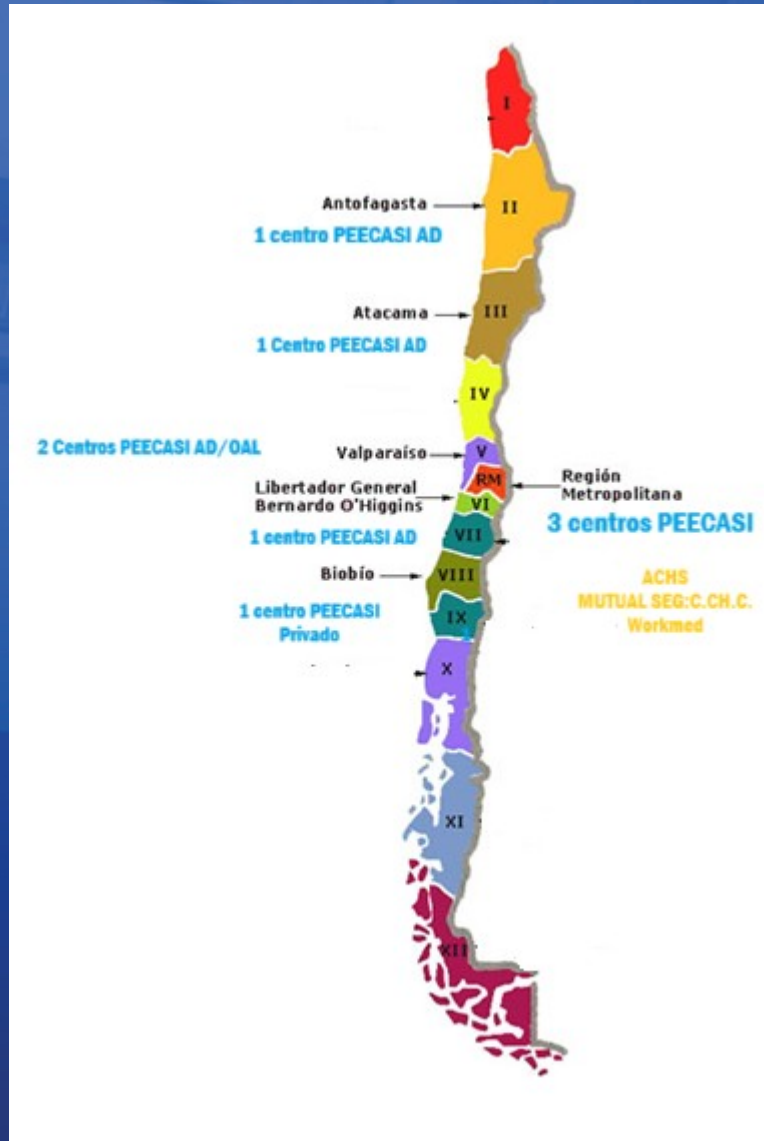 I
Antofagasta
II
1 centro PEECASI AD
Atacama
III
1 Centro PEECASI AD
IV
2 Centros PEECASI AD/OAL
Valparaíso
V
RM
Región
Metropolitana
Libertador General
Bernardo O'Higgins
VI
3 centros PEECASI
1 centro PEECASI AD
VII
Biobío
VIII
ACHS
MUTUAL SEG:C.CH.C.
Workmed
1 centro PEECASI
Privado
IX
X
XI
XII